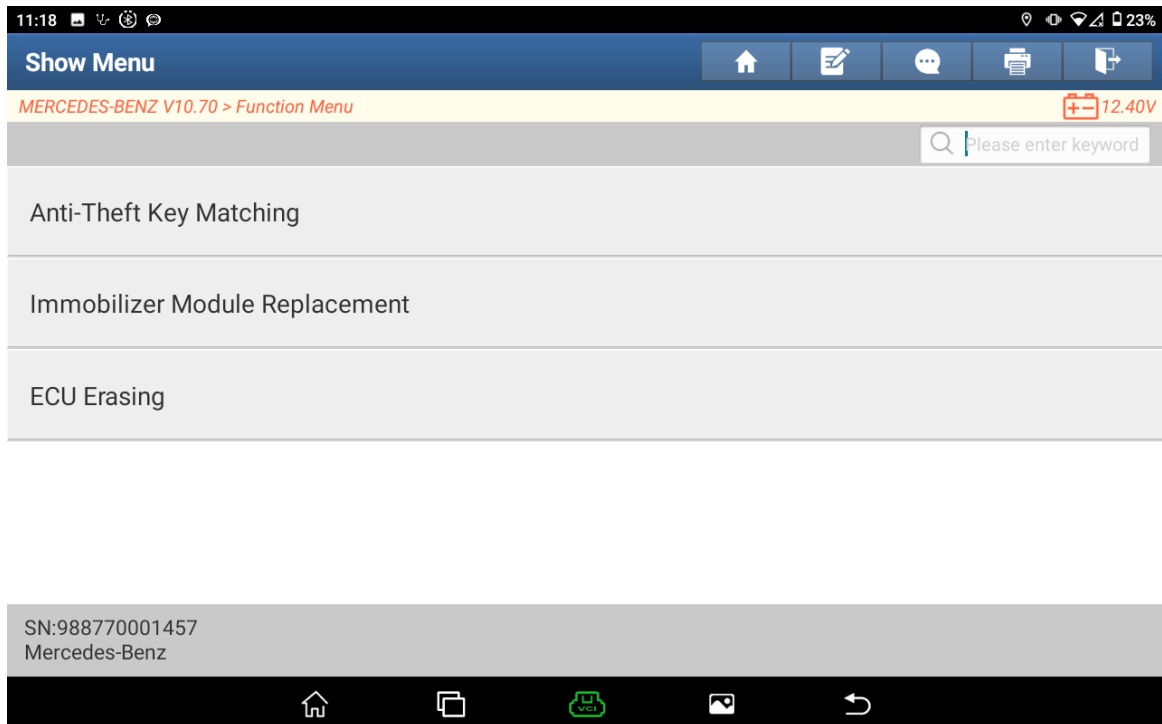 11:18 23%
Show Menu
MERCEDES-BENZ V10.70 > Function Menu 12.40V
Please enter keyword
Anti-Theft Key Matching
Immobilizer Module Replacement
ECU Erasing
SN:988770001457
Mercedes-Benz
VCI